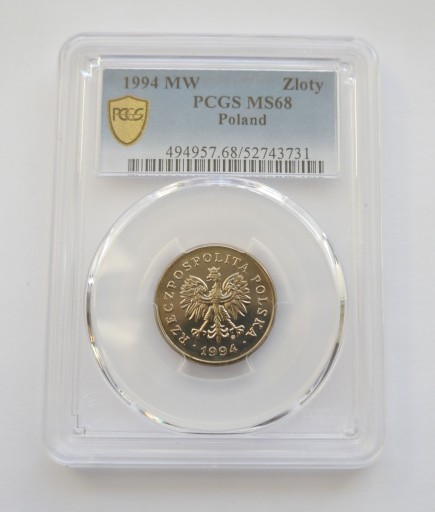 1994 MW Zloty
PCGS MS68
Poland
PCGS
494957.68/52743731
RZECZPOSPOLITA POLSKA
1994